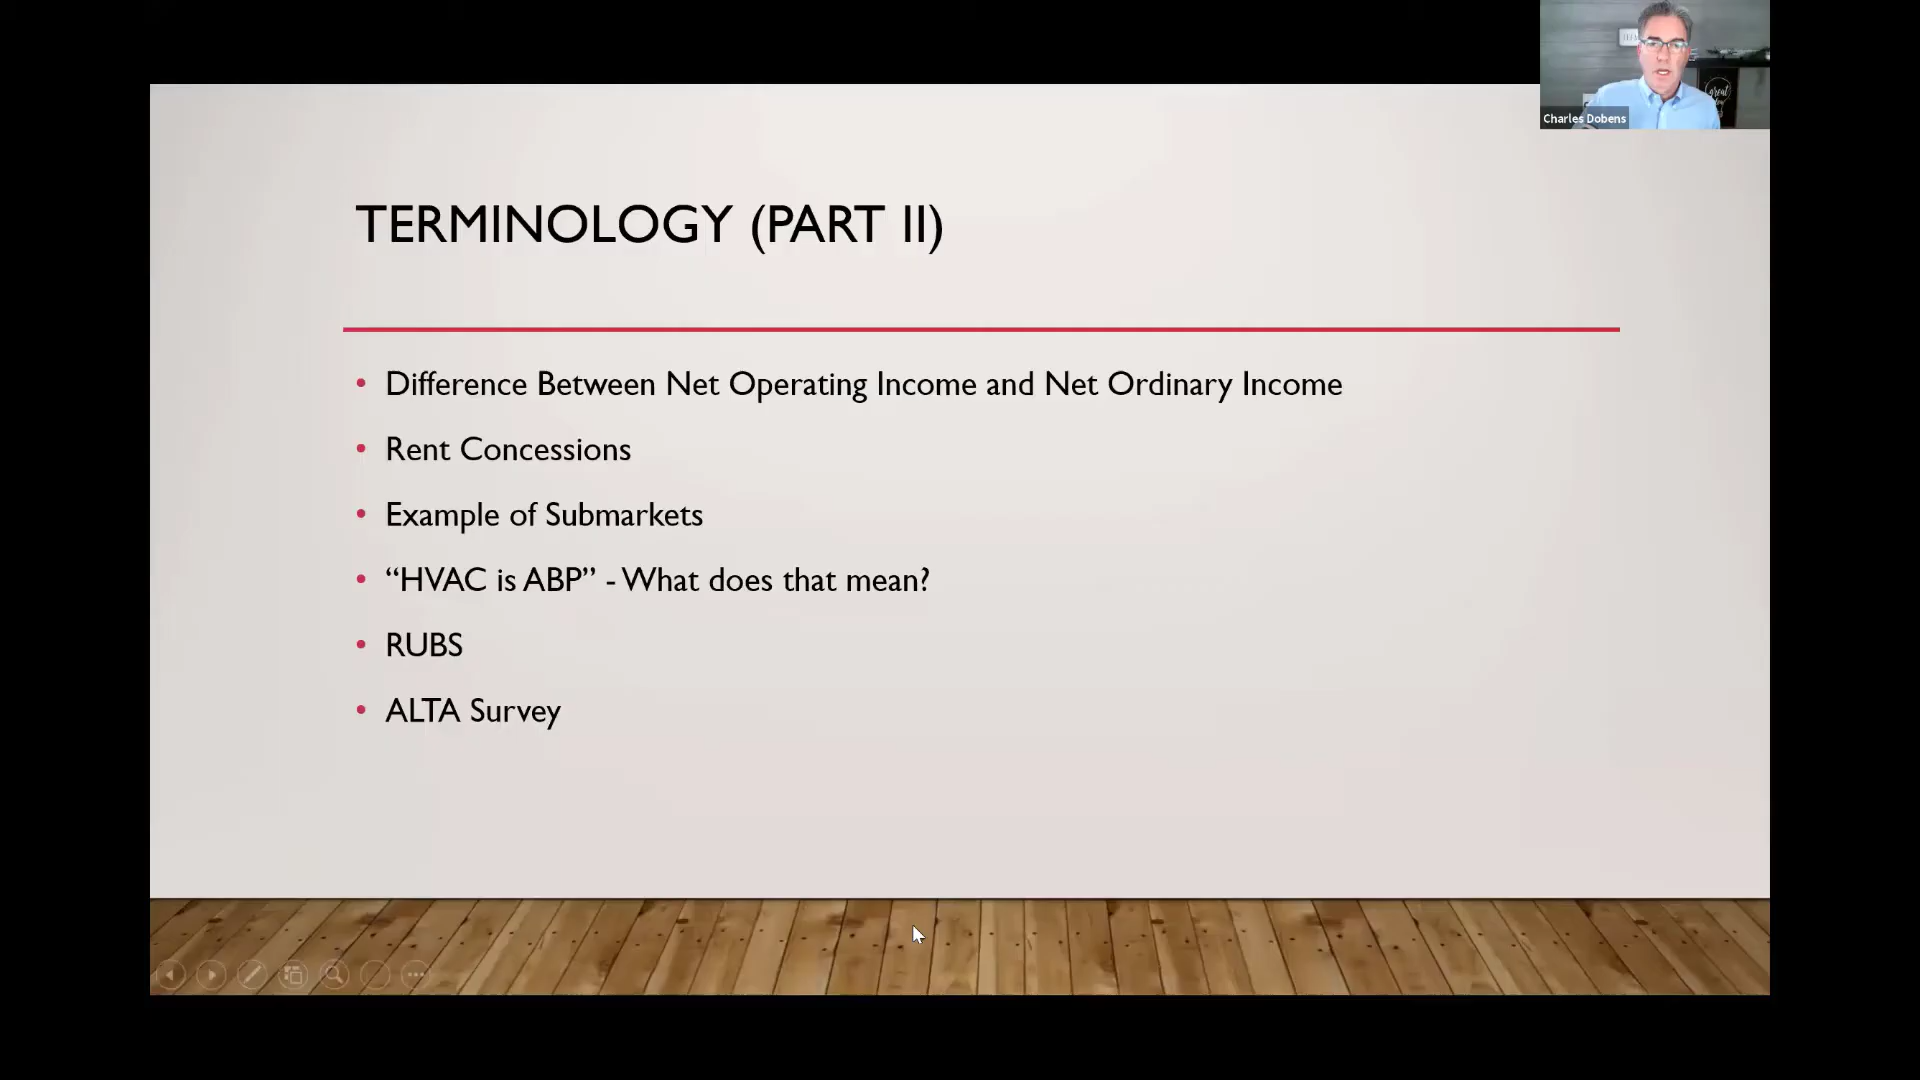 Charles Dobens
TERMINOLOGY (PART II)
• Difference Between Net Operating Income and Net Ordinary Income
• Rent Concessions
• Example of Submarkets
• “HVAC is ABP” - What does that mean?
• RUBS
• ALTA Survey